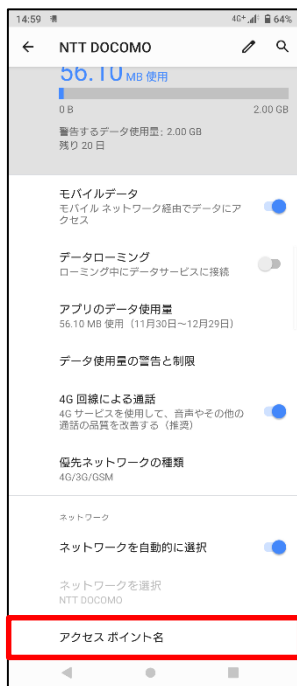 14:59 4G+ 64%
NTT DOCOMO
56.10 MB 使用
0 B 2.00 GB
警告するデータ使用量: 2.00 GB
残り 20 日
モバイルデータ
モバイル ネットワーク経由でデータにア
クセス
データローミング
ローミング中にデータサービスに接続
アプリのデータ使用量
56.10 MB 使用（11月30日～12月29日）
データ使用量の警告と制限
4G 回線による通話
4G サービスを使用して、音声やその他の
通話の品質を改善する（推奨）
優先ネットワークの種類
4G/3G/GSM
ネットワーク
ネットワークを自動的に選択
ネットワークを選択
NTT DOCOMO
アクセス ポイント名